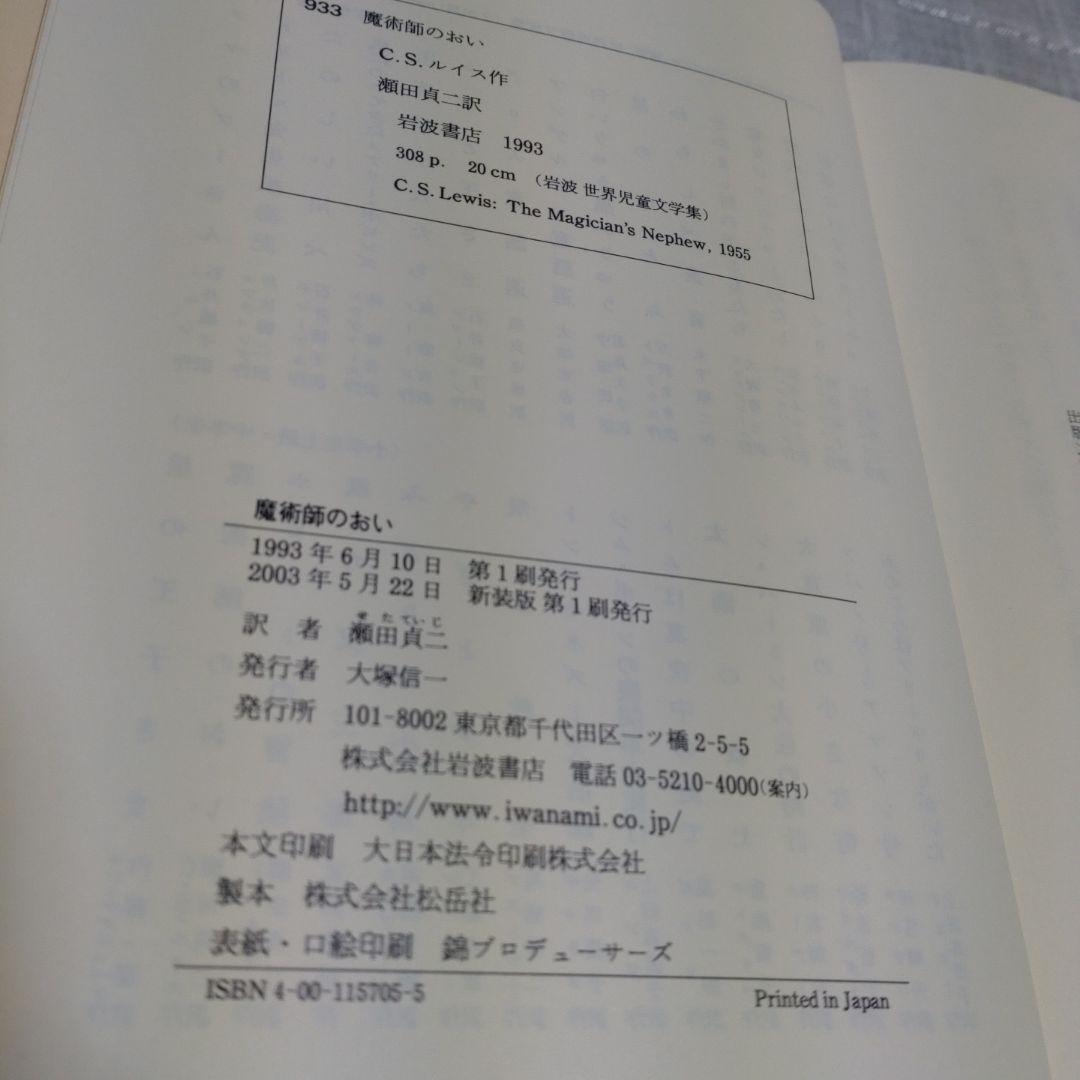 933 魔術師のおい
C.S.ルイス作
瀬田貞二訳
岩波書店 1993
308 p. 20 cm (岩波 世界児童文学集)
C.S. Lewis: The Magician's Nephew, 1955
魔術師のおい
1993年6月10日 第1刷発行
2003年5月22日 新装版 第1刷発行
せ た ていじ
訳者 瀬田貞二
発行者 大塚信一
発行所 101-8002 東京都千代田区一ツ橋2-5-5
株式会社岩波書店 電話 03-5210-4000(案内)
http://www.iwanami.co.jp/
本文印刷 大日本法令印刷株式会社
製本 株式会社松岳社
表紙・口絵印刷 錦プロデューサーズ
ISBN 4-00-115705-5
Printed in Japan